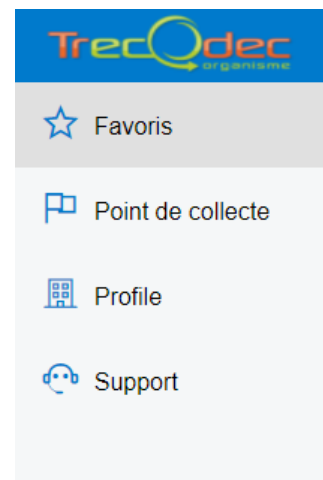 TrecOdec
organisme
Favoris
Point de collecte
Profile
Support